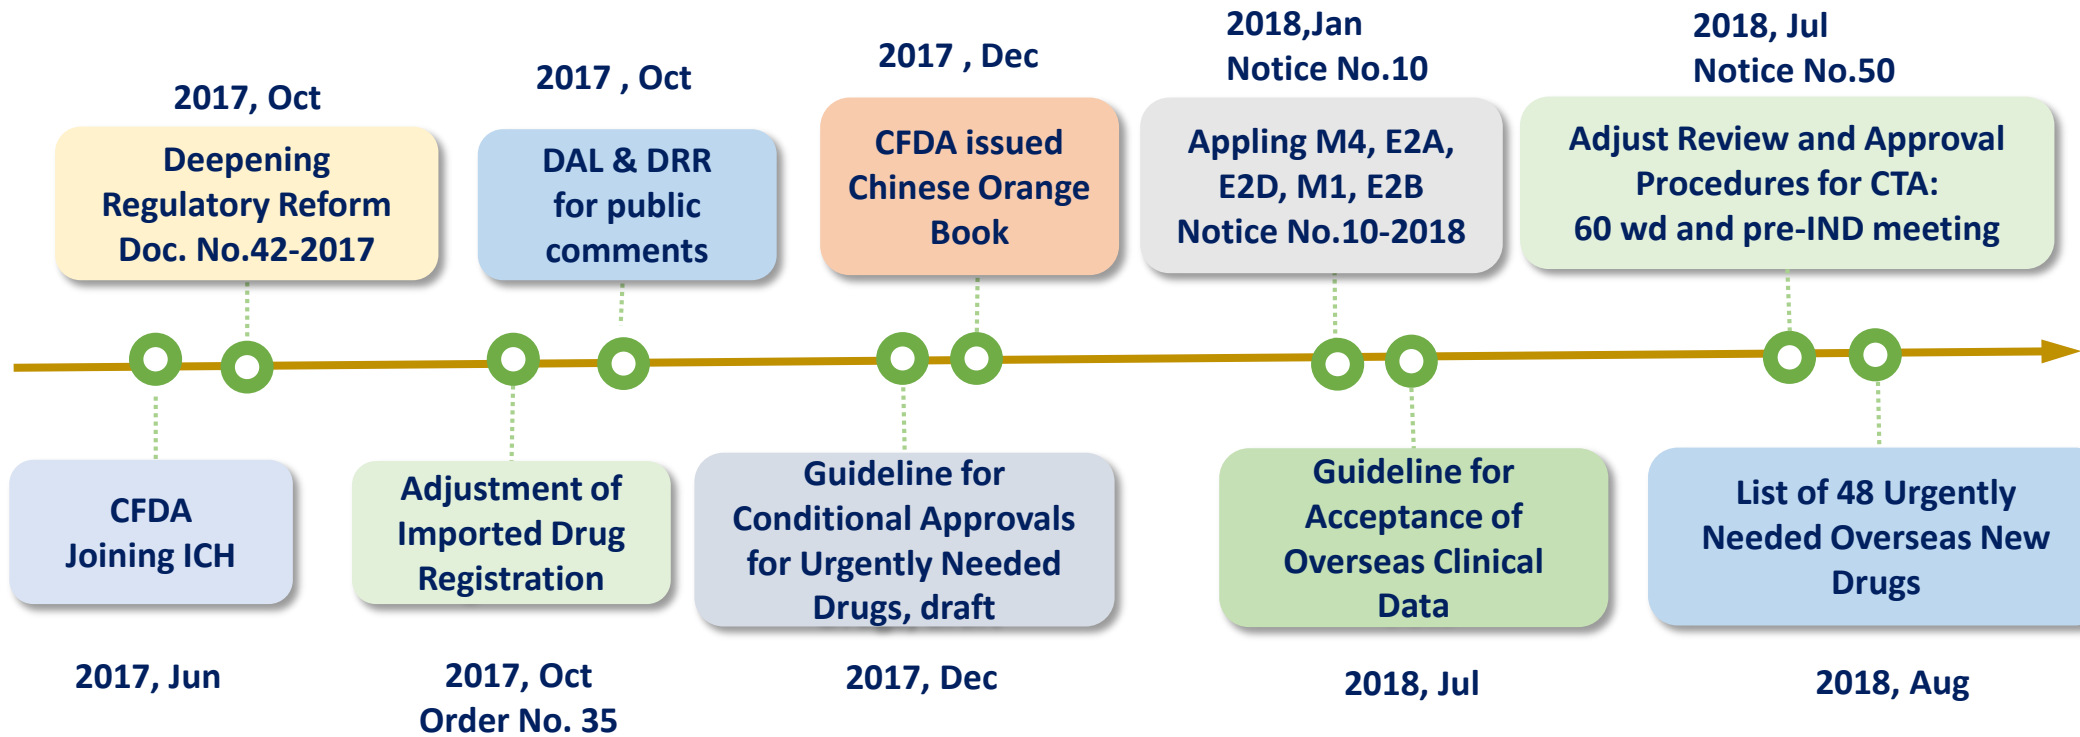 2017, Oct
Deepening
Regulatory Reform
Doc. No.42-2017
2017 , Oct
DAL & DRR
for public
comments
2017 , Dec
CFDA issued
Chinese Orange
Book
2018,Jan
Notice No.10
Appling M4, E2A,
E2D, M1, E2B
Notice No.10-2018
2018, Jul
Notice No.50
Adjust Review and Approval
Procedures for CTA:
60 wd and pre-IND meeting
CFDA
Joining ICH
2017, Jun
Adjustment of
Imported Drug
Registration
2017, Oct
Order No. 35
Guideline for
Conditional Approvals
for Urgently Needed
Drugs, draft
2017, Dec
Guideline for
Acceptance of
Overseas Clinical
Data
2018, Jul
List of 48 Urgently
Needed Overseas New
Drugs
2018, Aug